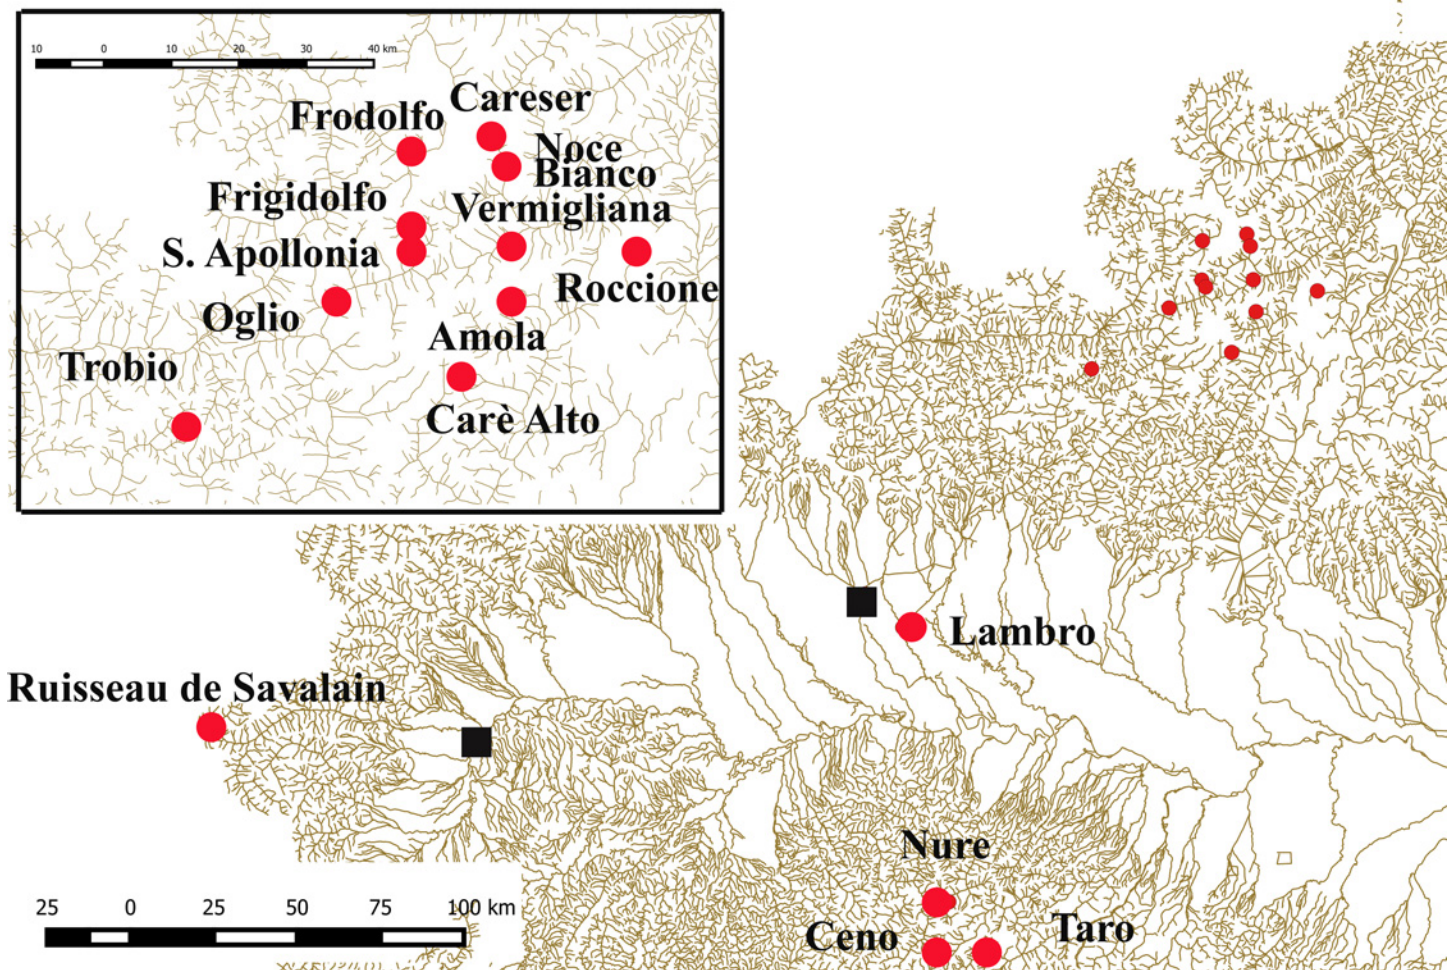 10 0 10 20 30 40 km
Careser
Frodolfo
Noce
Bianco
Frigidolfo
Vermigliana
S. Apollonia
Roccione
Oglio
Amola
Trobio
Carè Alto
Lambro
Ruisseau de Savalain
Nure
25 0 25 50 75 100 km
Ceno
Taro